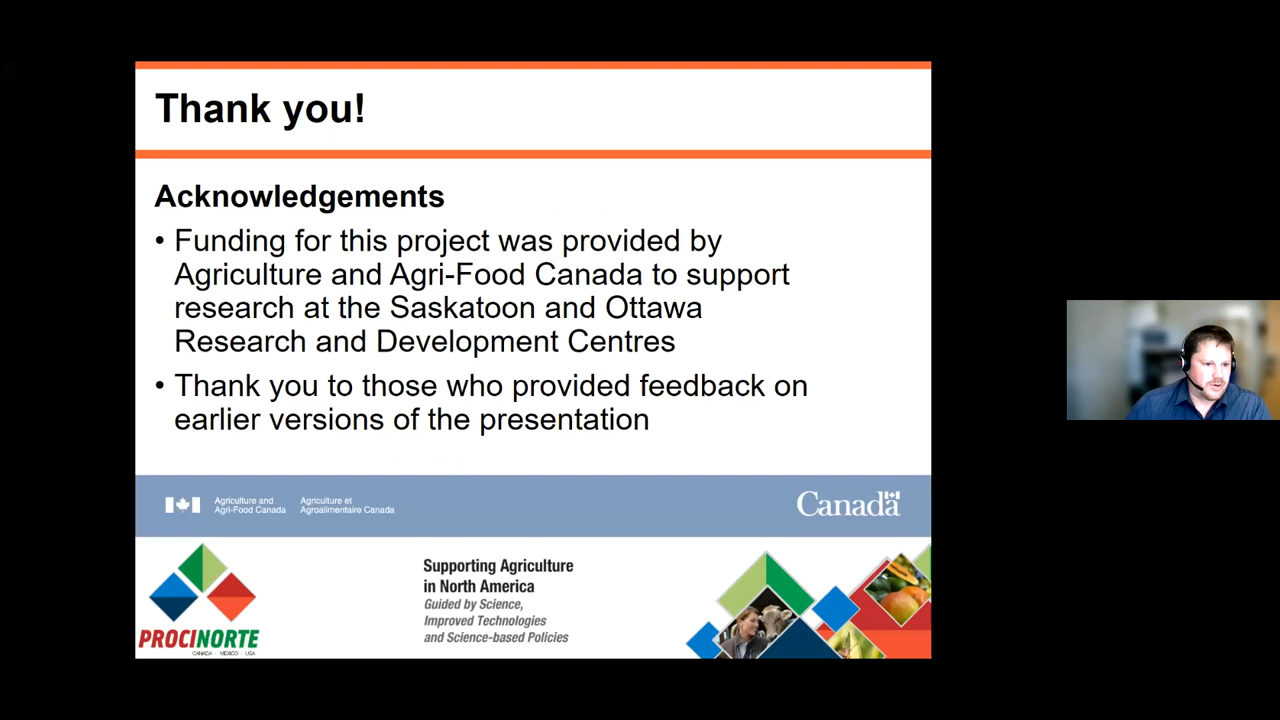 Thank you!
Acknowledgements
• Funding for this project was provided by
Agriculture and Agri-Food Canada to support
research at the Saskatoon and Ottawa
Research and Development Centres
• Thank you to those who provided feedback on
earlier versions of the presentation
Agriculture and
Agri-Food Canada
Agriculture et
Agroalimentaire Canada
Canada
PROCINORTE
CANADA · MÉXICO · USA
Supporting Agriculture
in North America
Guided by Science,
Improved Technologies
and Science-based Policies